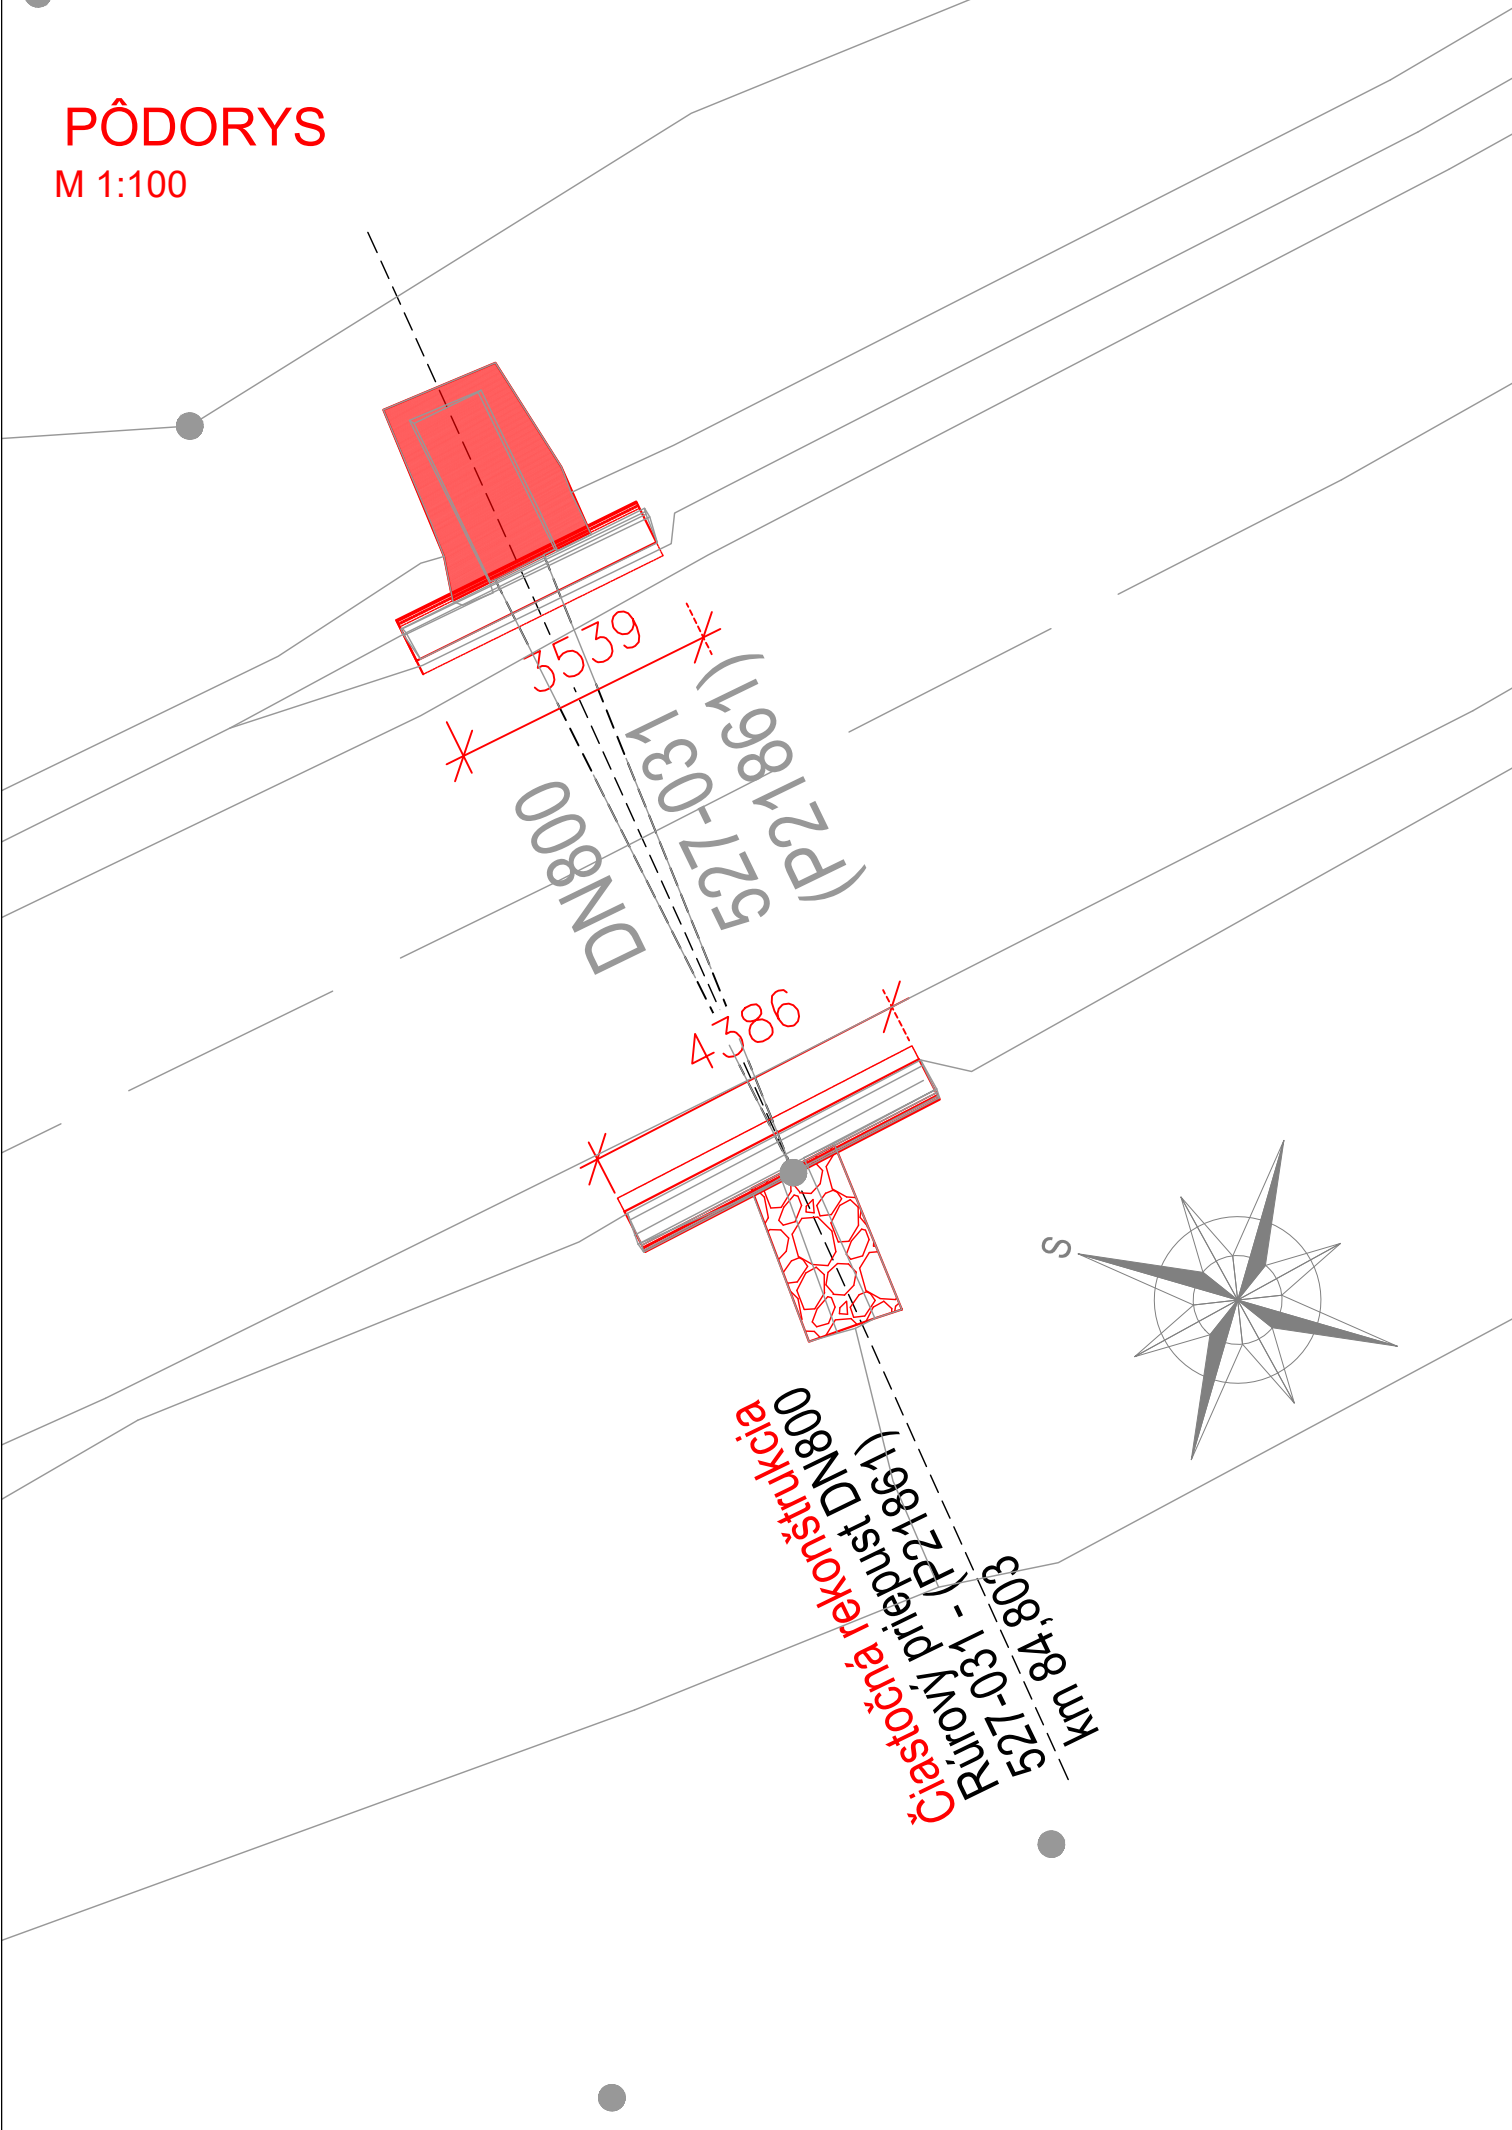 PÔDORYS
M 1:100
3539
DN800
527-031
(P21861)
4386
S
Čiastočná rekonštrukcia
Rúrový priepust DN800
527-031 - (P21861)
km 84,803